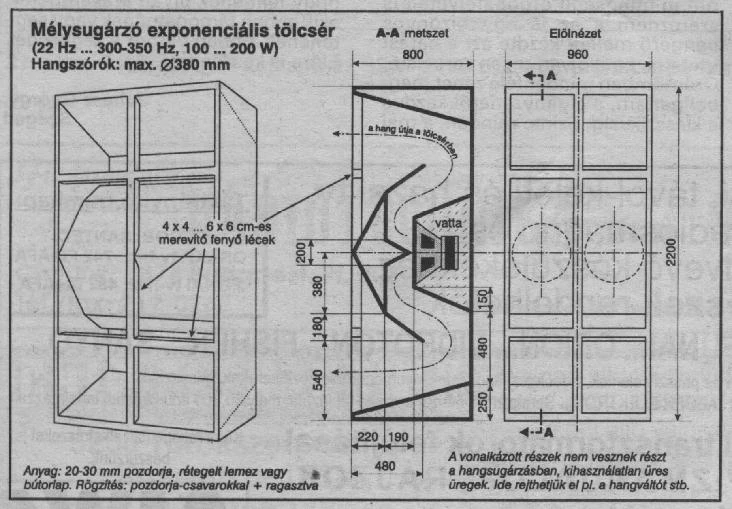 Mélysugárzó exponenciális tölcsér
(22 Hz ... 300-350 Hz, 100 ... 200 W)
Hangszórók: max. Ø380 mm
A-A metszet
800
Előlnézet
960
A
a hang útja a tölcsérben
4 x 4 ... 6 x 6 cm-es
merevítő fenyő lécek
vatta
200
380
180
540
150
480
250
2200
220
190
480
A
Anyag: 20-30 mm pozdorja, rétegelt lemez vagy
bútorlap. Rögzítés: pozdorja-csavarokkal + ragasztva
A vonalkázott részek nem vesznek részt
a hangsugárzásban, kihasználatlan üres
üregek. Ide rejthetjük el pl. a hangváltót stb.